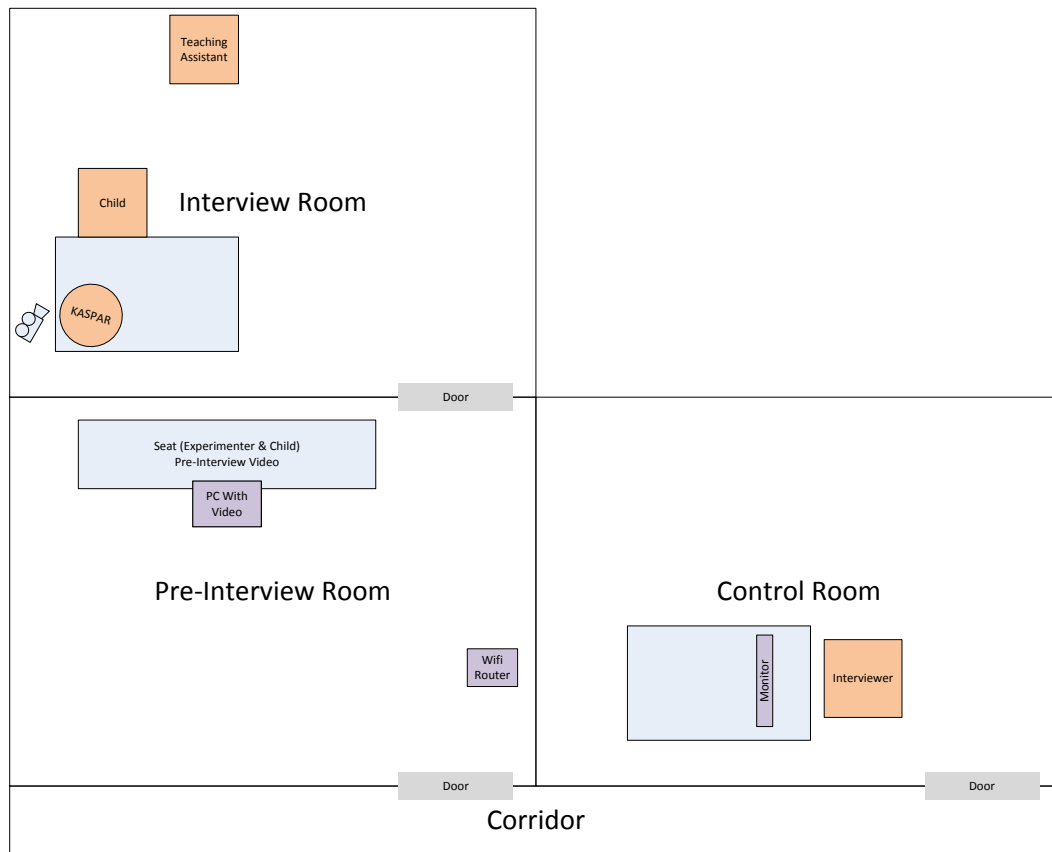 Teaching
Assistant
Child
Interview Room
KASPAR
Door
Seat (Experimenter & Child)
Pre-Interview Video
PC With
Video
Pre-Interview Room
Control Room
Wifi
Router
Monitor
Interviewer
Door
Door
Corridor